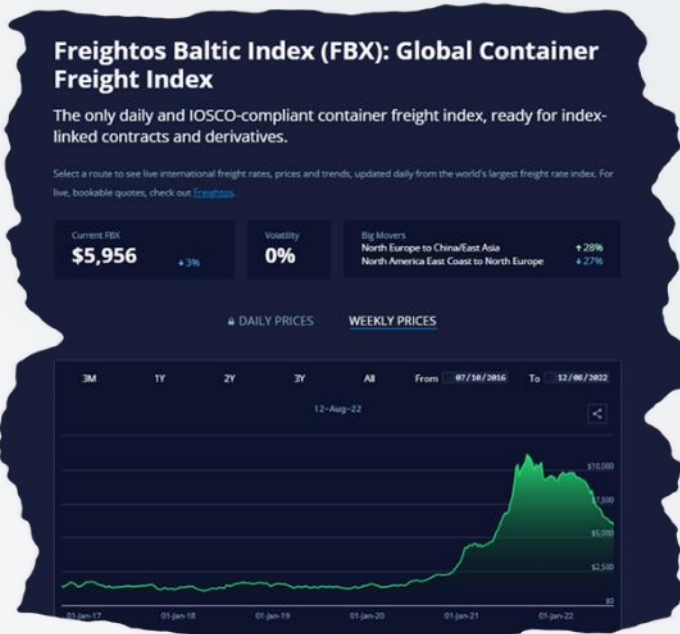 Freightos Baltic Index (FBX): Global Container
Freight Index
The only daily and IOSCO-compliant container freight index, ready for index-
linked contracts and derivatives.
Select a route to see live international freight rates, prices and trends, updated daily from the world's largest freight rate index. For
live, bookable quotes, check out Freightos.
Current FBX
$5,956 ↓3%
Volatility
0%
Big Movers
North Europe to China/East Asia ↑28%
North America East Coast to North Europe ↓27%
DAILY PRICES WEEKLY PRICES
3M 1Y 2Y 3Y All From 07/10/2016 To 12/08/2022
12-Aug-22
$10,000
$7,500
$5,000
$2,500
$0
01-Jan-17 01-Jan-18 01-Jan-19 01-Jan-20 01-Jan-21 01-Jan-22